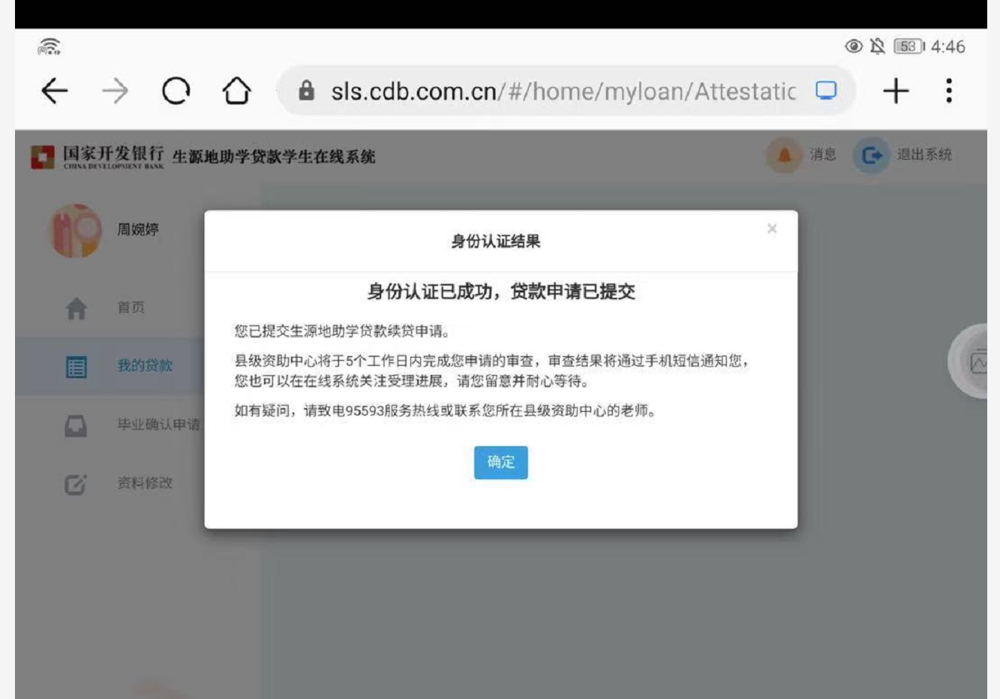 53 4:46
sls.cdb.com.cn/#/home/myloan/Attestatic
国家开发银行 生源地助学贷款学生在线系统
CHINA DEVELOPMENT BANK
消息 退出系统
周婉婷
首页
我的贷款
毕业确认申请
资料修改
身份认证结果
×
身份认证已成功，贷款申请已提交
您已提交生源地助学贷款续贷申请。
县级资助中心将于5个工作日内完成您申请的审查，审查结果将通过手机短信通知您，
您也可以在在线系统关注受理进展，请您留意并耐心等待。
如有疑问，请致电95593服务热线或联系您所在县级资助中心的老师。
确定